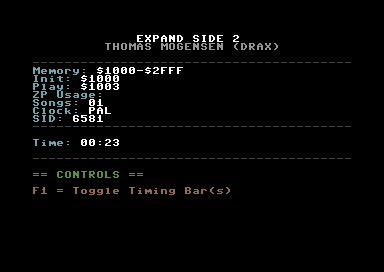 EXPAND SIDE 2
THOMAS MOGENSEN (DRAX)
Memory: $1000-$2FFF
Init: $1000
Play: $1003
ZP Usage:
Songs: 01
Clock: PAL
SID: 6581
Time: 00:23
== CONTROLS ==
F1 = Toggle Timing Bar(s)